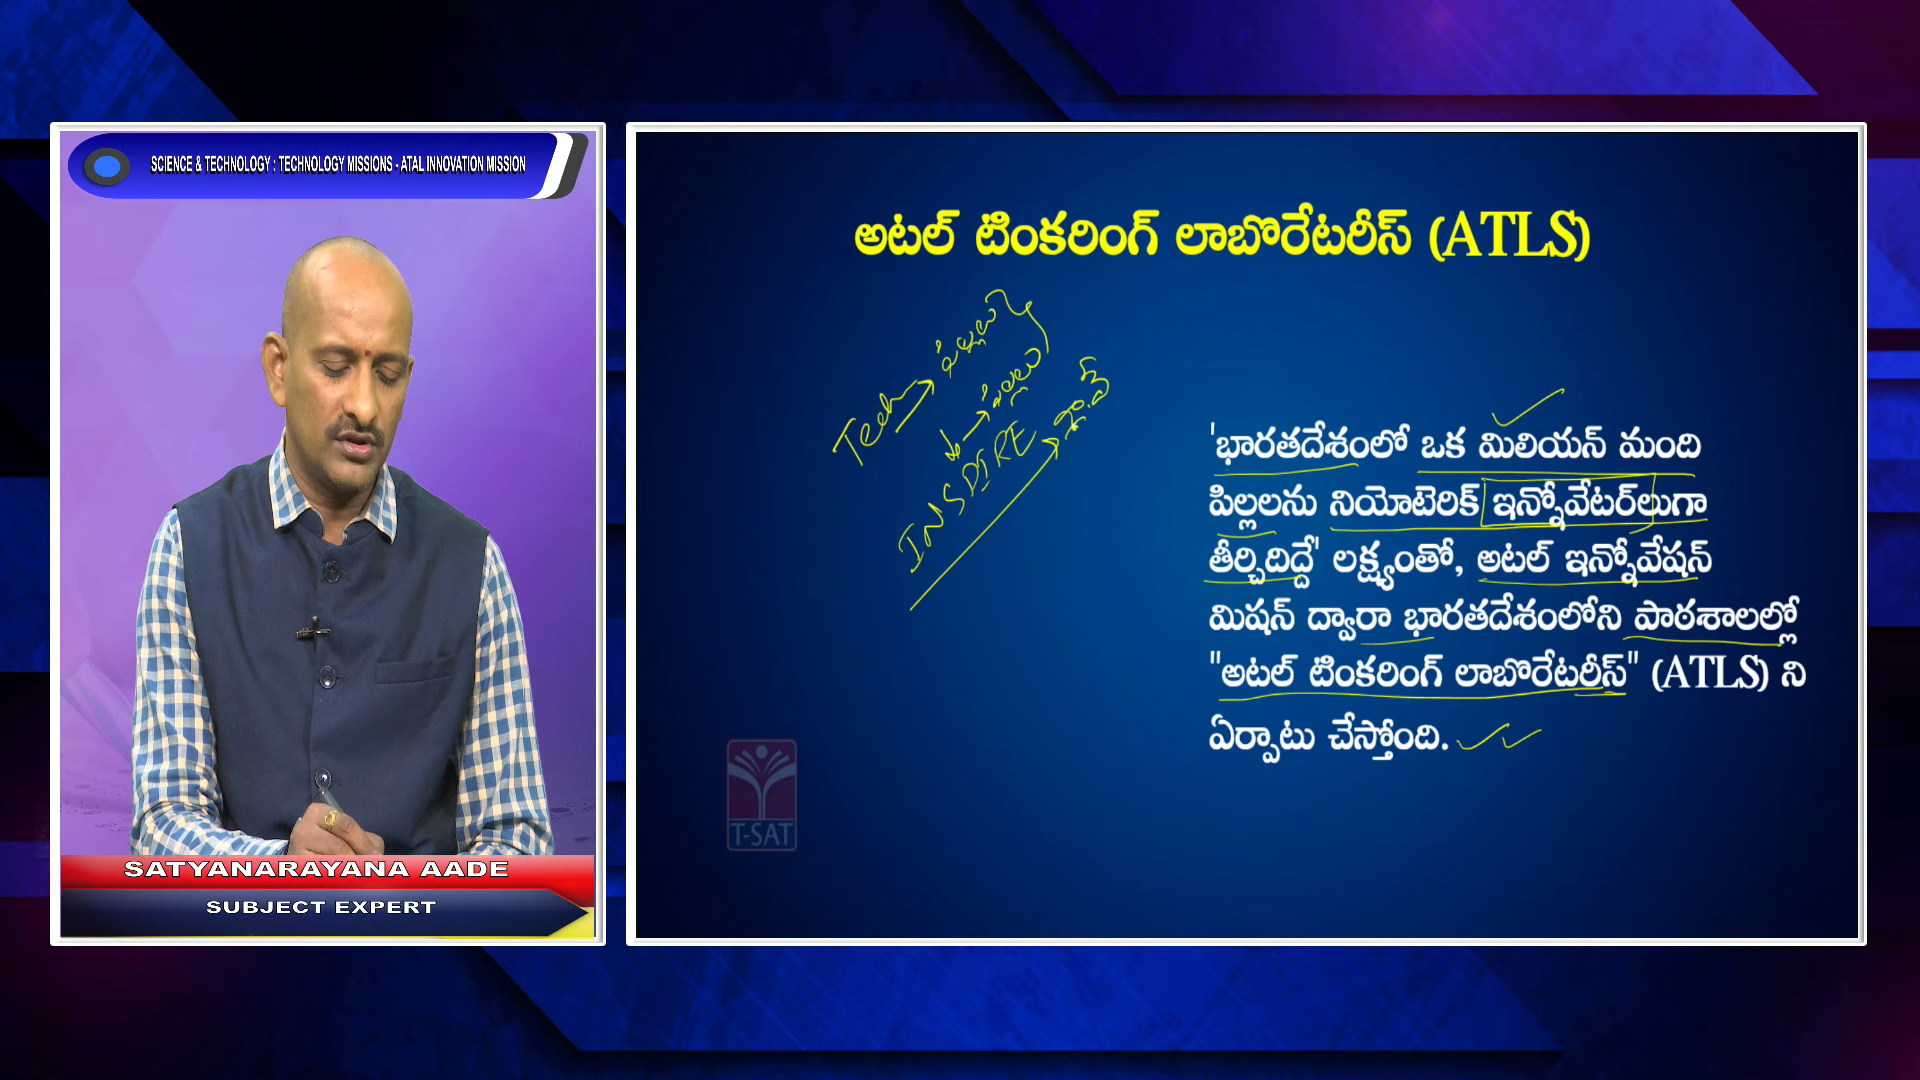 SCIENCE & TECHNOLOGY : TECHNOLOGY MISSIONS - ATAL INNOVATION MISSION
అటల్ టింకరింగ్ లాబొరేటరీస్ (ATLS)
Tech
INSPIRE
'భారతదేశంలో ఒక మిలియన్ మంది
పిల్లలను నియోటెరిక్ ఇన్నోవేటర్‌లుగా
తీర్చిదిద్దే' లక్ష్యంతో, అటల్ ఇన్నోవేషన్
మిషన్ ద్వారా భారతదేశంలోని పాఠశాలల్లో
"అటల్ టింకరింగ్ లాబొరేటరీస్" (ATLS) ని
ఏర్పాటు చేస్తోంది.
T-SAT
SATYANARAYANA AADE
SUBJECT EXPERT